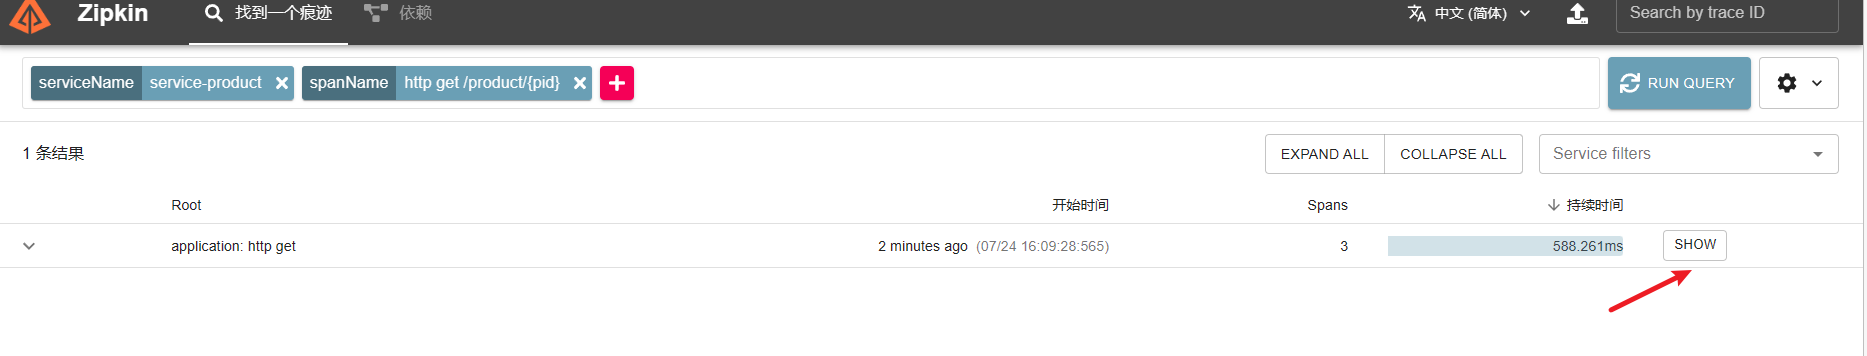 Zipkin 找到一个痕迹 依赖 中文 (简体) Search by trace ID
serviceName service-product spanName http get /product/{pid} RUN QUERY
1 条结果 EXPAND ALL COLLAPSE ALL Service filters
Root 开始时间 Spans 持续时间
application: http get 2 minutes ago (07/24 16:09:28:565) 3 588.261ms SHOW